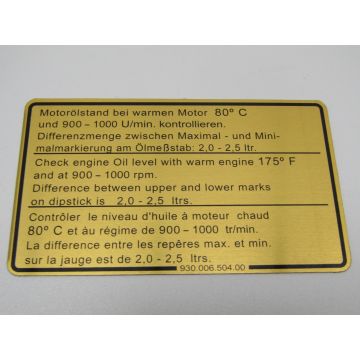 Motorölstand bei warmen Motor 80° C
und 900 - 1000 U/min. kontrollieren.
Differenzmenge zwischen Maximal - und Mini-
malmarkierung am Ölmeßstab: 2,0 - 2,5 ltr.
Check engine Oil level with warm engine 175° F
and at 900 - 1000 rpm.
Difference between upper and lower marks
on dipstick is 2,0 - 2,5 ltrs.
Contrôler le niveau d'huile à moteur chaud
80° C et àu régime de 900 - 1000 tr/min.
La difference entre les repères max. et min.
sur la jauge est de 2,0 - 2,5 ltrs.
930.006.504.00